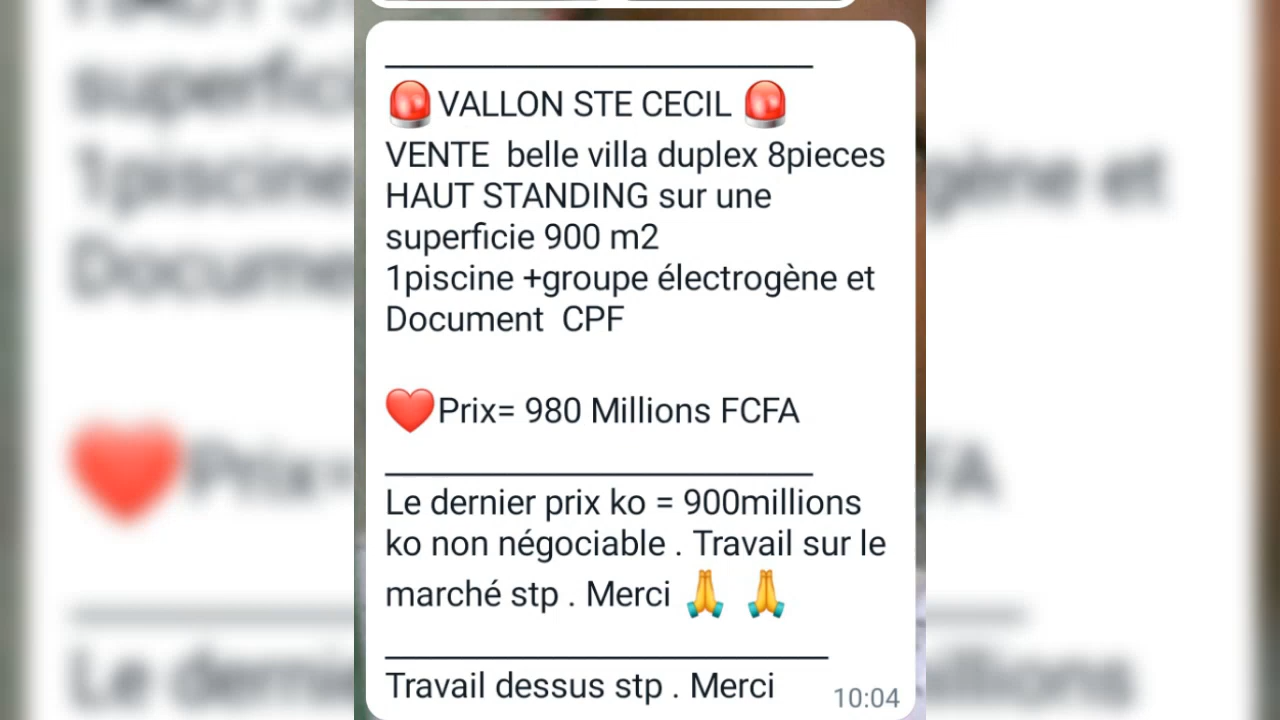 🚨VALLON STE CECIL 🚨
VENTE  belle villa duplex 8pieces
HAUT STANDING sur une
superficie 900 m2
1piscine +groupe électrogène et
Document  CPF
❤️Prix= 980 Millions FCFA
Le dernier prix ko = 900millions
ko non négociable . Travail sur le
marché stp . Merci 🙏 🙏
Travail dessus stp . Merci
10:04